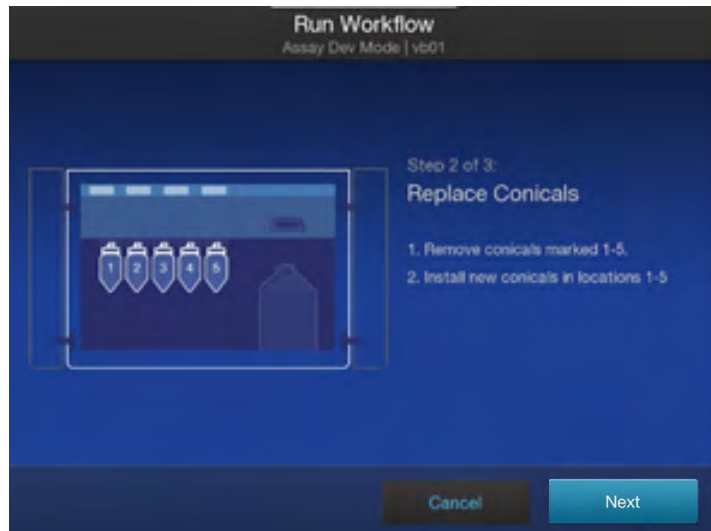 Run Workflow
Assay Dev Mode | vb01
Step 2 of 3:
Replace Conicals
1. Remove conicals marked 1-5.
2. Install new conicals in locations 1-5
1 2 3 4 5
Cancel
Next